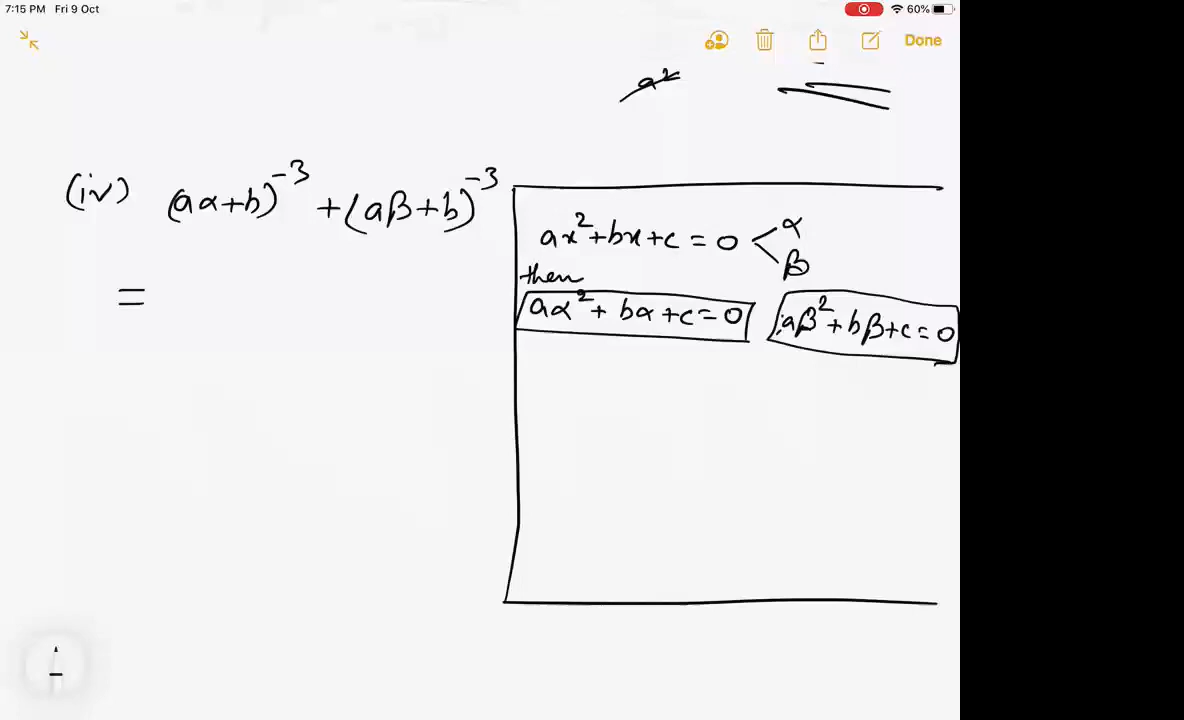 7:15 PM Fri 9 Oct 60%
Done
a²
(iv) (aα+b)⁻³ + (aβ+b)⁻³
ax²+bx+c = 0 < α
β
then
aα²+ bα+c=0 aβ²+bβ+c=0
=